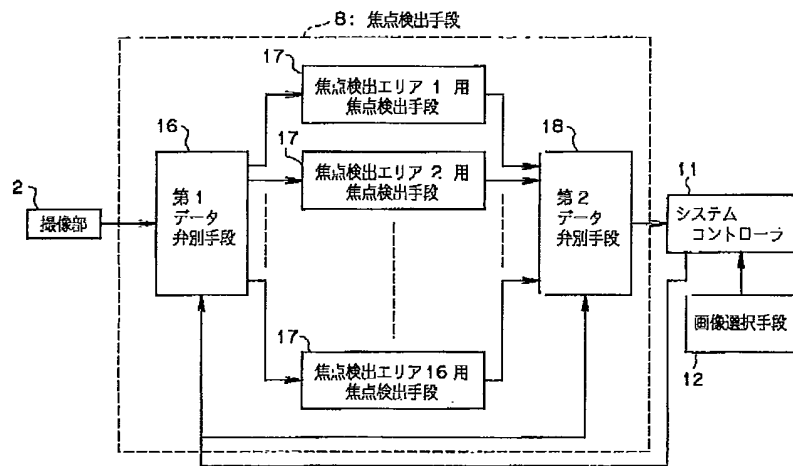 8：焦点検出手段
17
焦点検出エリア 1 用
焦点検出手段
16
17
18
焦点検出エリア 2 用
焦点検出手段
11
2
撮像部
第1
データ
弁別手段
第2
データ
弁別手段
システム
コントローラ
17
焦点検出エリア 16 用
焦点検出手段
画像選択手段
12